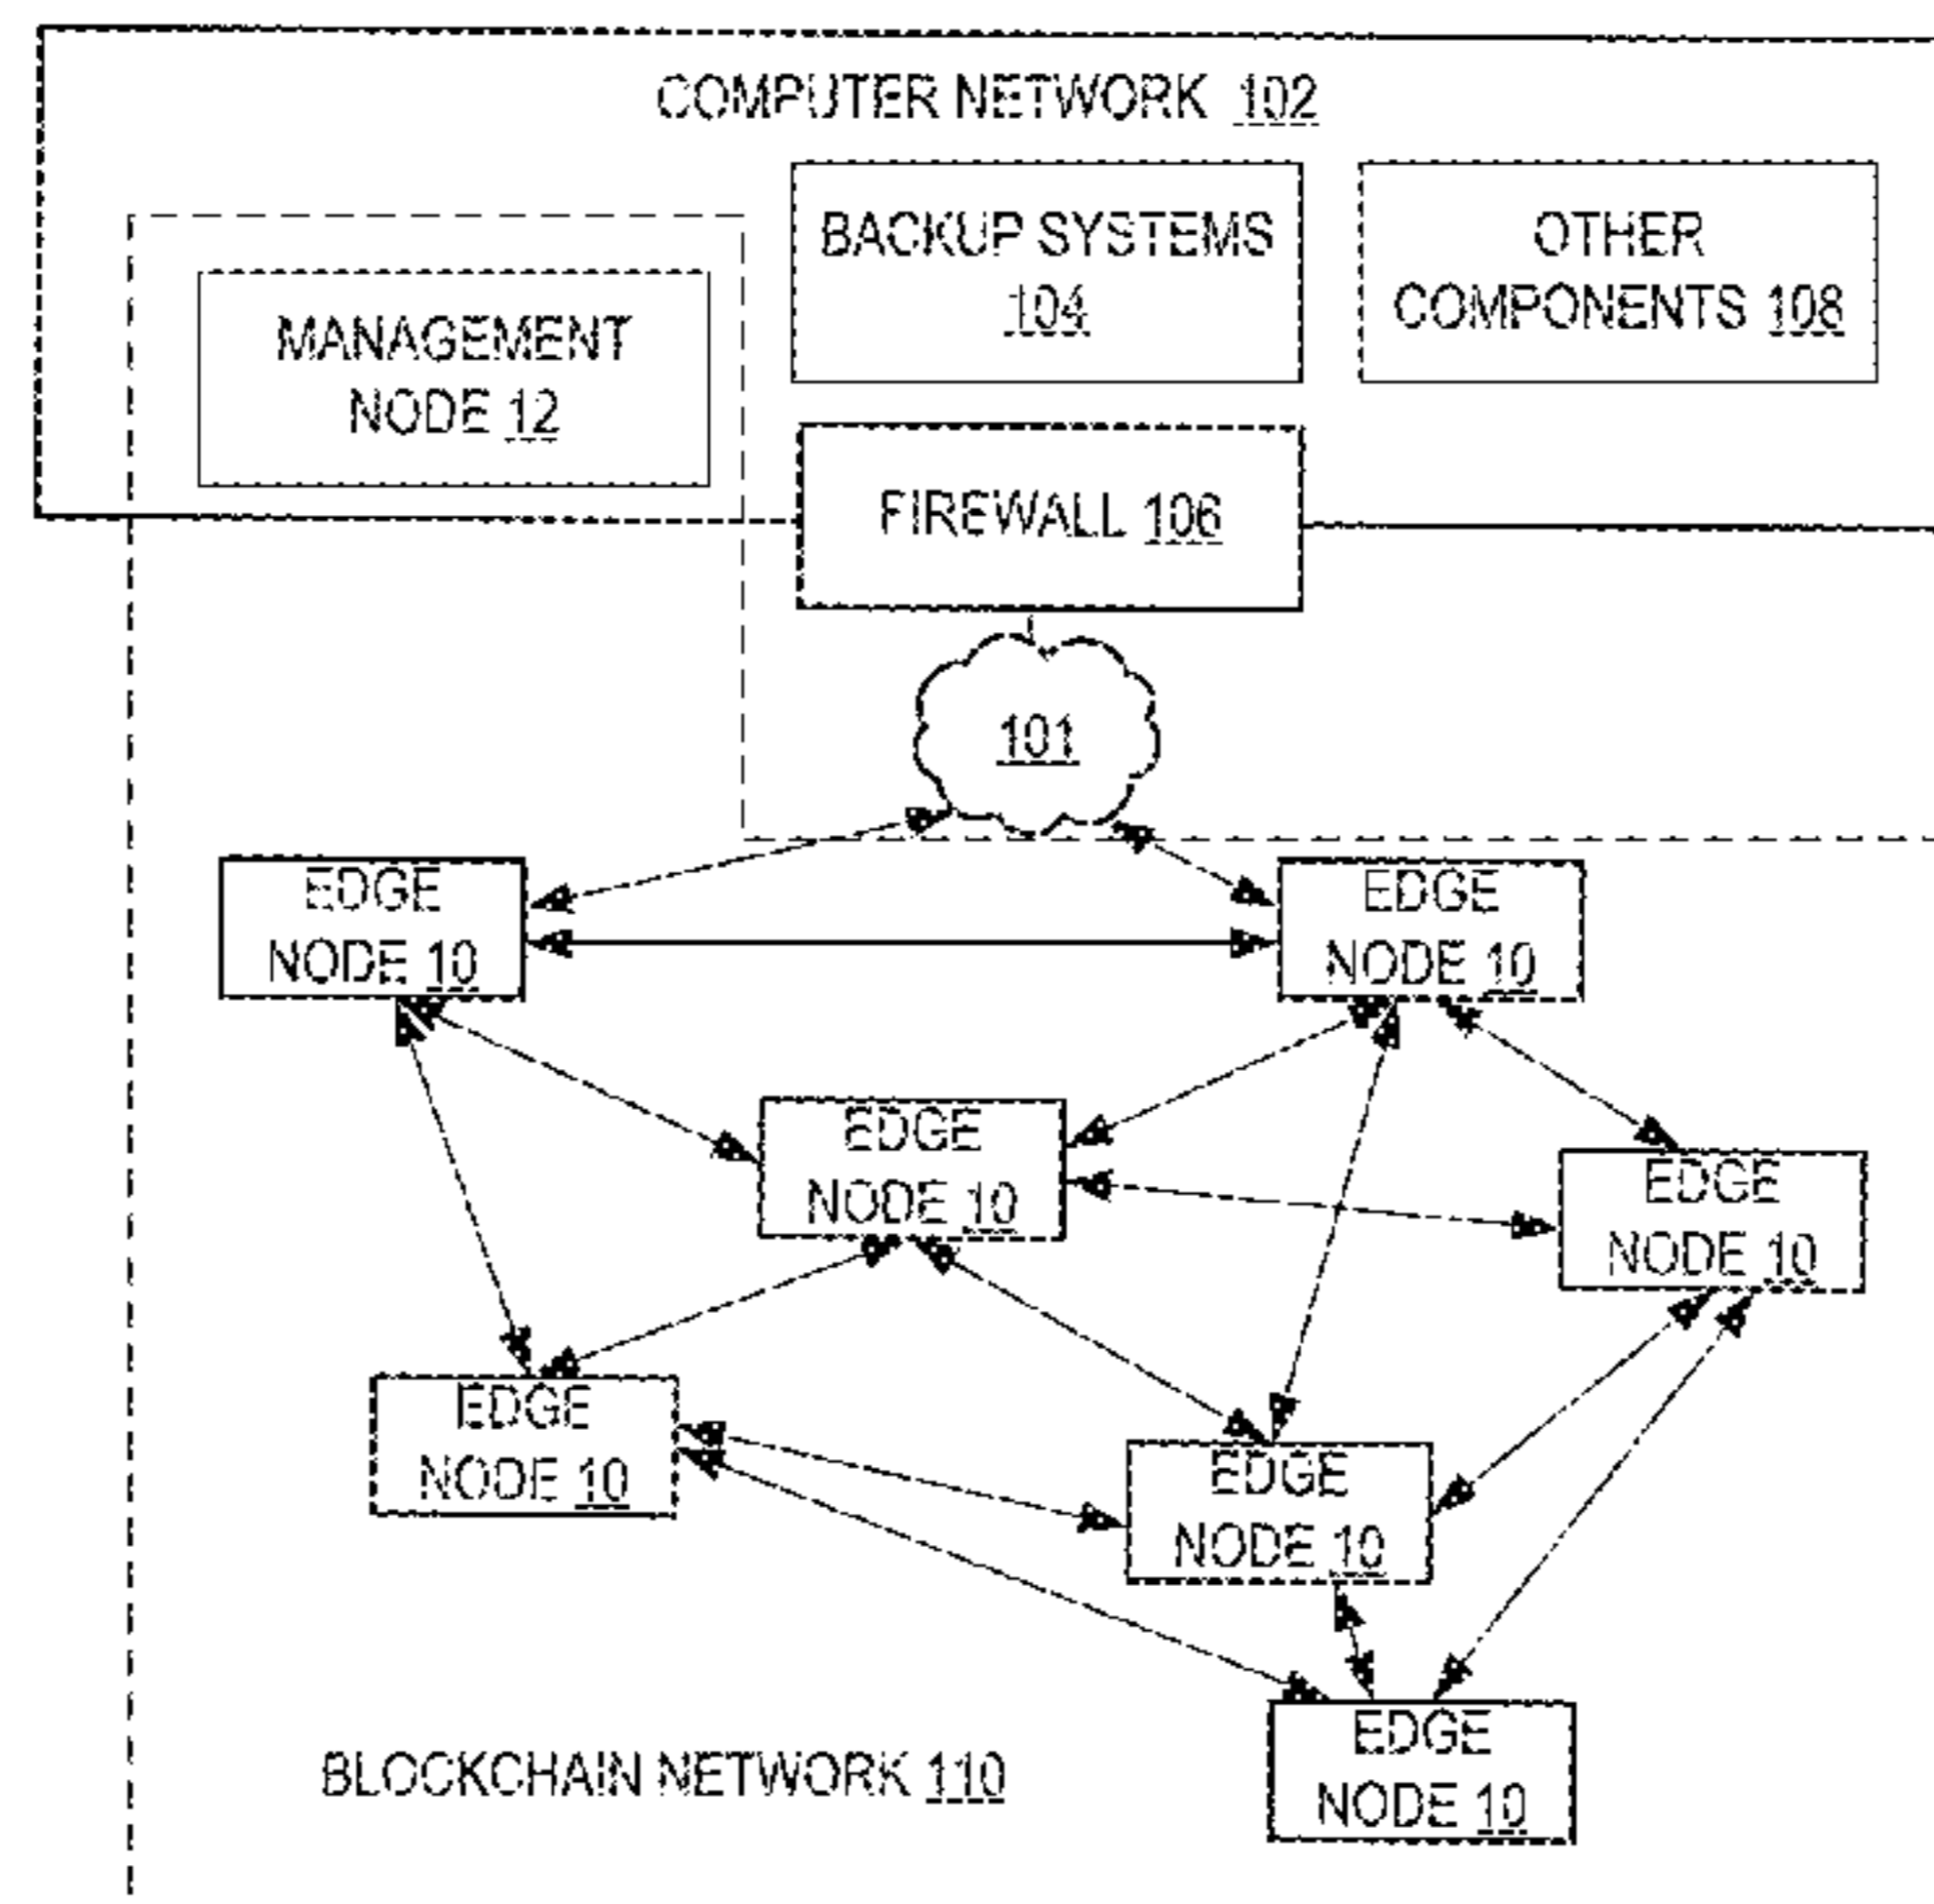 COMPUTER NETWORK 102
BACKUP SYSTEMS
104
OTHER
COMPONENTS 108
MANAGEMENT
NODE 12
FIREWALL 106
101
EDGE
NODE 10
EDGE
NODE 10
EDGE
NODE 10
EDGE
NODE 10
EDGE
NODE 10
EDGE
NODE 10
EDGE
NODE 10
BLOCKCHAIN NETWORK 110